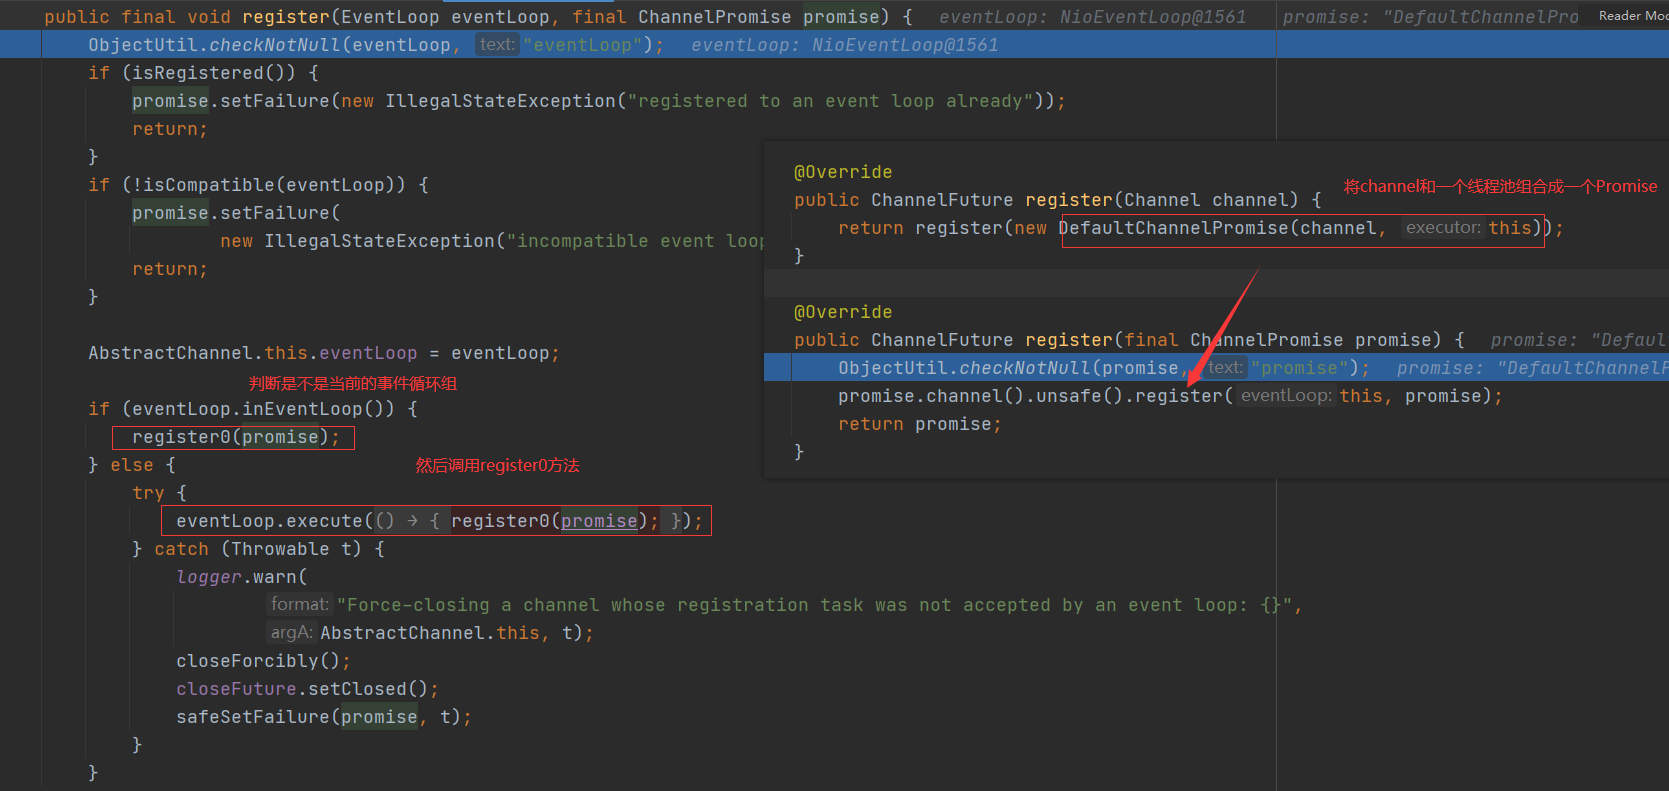 public final void register(EventLoop eventLoop, final ChannelPromise promise) { eventLoop: NioEventLoop@1561 promise: "DefaultChannelPro
Reader Mod
ObjectUtil.checkNotNull(eventLoop, text: "eventLoop"); eventLoop: NioEventLoop@1561
if (isRegistered()) {
promise.setFailure(new IllegalStateException("registered to an event loop already"));
return;
}
if (!isCompatible(eventLoop)) {
promise.setFailure(
new IllegalStateException("incompatible event loop
return;
}
AbstractChannel.this.eventLoop = eventLoop;
判断是不是当前的事件循环组
if (eventLoop.inEventLoop()) {
register0(promise);
} else {
然后调用register0方法
try {
eventLoop.execute(() → { register0(promise); });
} catch (Throwable t) {
logger.warn(
format: "Force-closing a channel whose registration task was not accepted by an event loop: {}",
argA: AbstractChannel.this, t);
closeForcibly();
closeFuture.setClosed();
safeSetFailure(promise, t);
}
}
@Override
将channel和一个线程池组合成一个Promise
public ChannelFuture register(Channel channel) {
return register(new DefaultChannelPromise(channel, executor: this));
}
@Override
public ChannelFuture register(final ChannelPromise promise) { promise: "Defaul
ObjectUtil.checkNotNull(promise, text: "promise"); promise: "DefaultChannelP
promise.channel().unsafe().register( eventLoop: this, promise);
return promise;
}